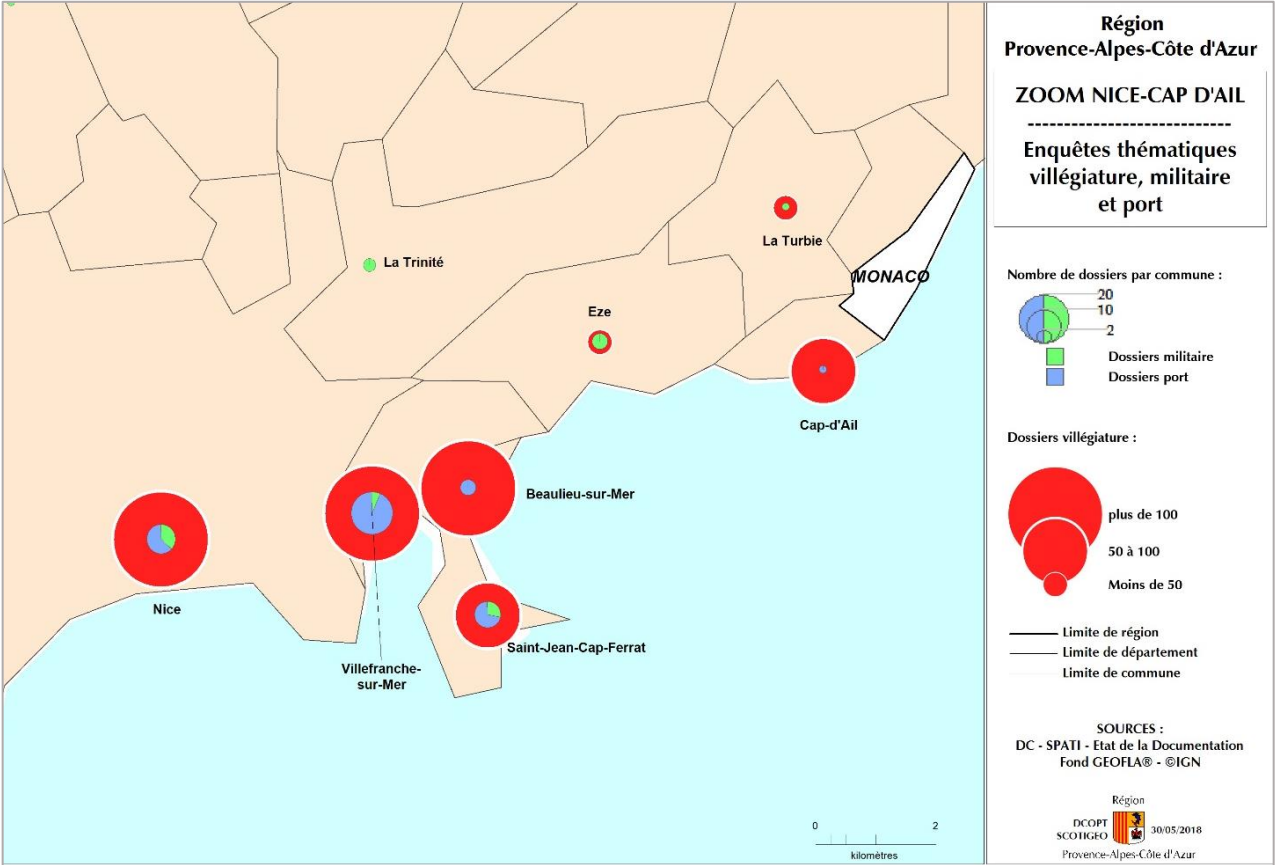 Région
Provence-Alpes-Côte d'Azur
ZOOM NICE-CAP D'AIL
----------------------------
Enquêtes thématiques
villégiature, militaire
et port
Nombre de dossiers par commune :
20
10
2
Dossiers militaire
Dossiers port
Dossiers villégiature :
plus de 100
50 à 100
Moins de 50
Limite de région
Limite de département
Limite de commune
SOURCES :
DC - SPATI - Etat de la Documentation
Fond GEOFLA® - ©IGN
Région
DCOPT
SCOTIGEO
30/05/2018
Provence-Alpes-Côte d'Azur
La Turbie
La Trinité
MONACO
Eze
Cap-d'Ail
Beaulieu-sur-Mer
Nice
Saint-Jean-Cap-Ferrat
Villefranche-
sur-Mer
0 2
kilomètres